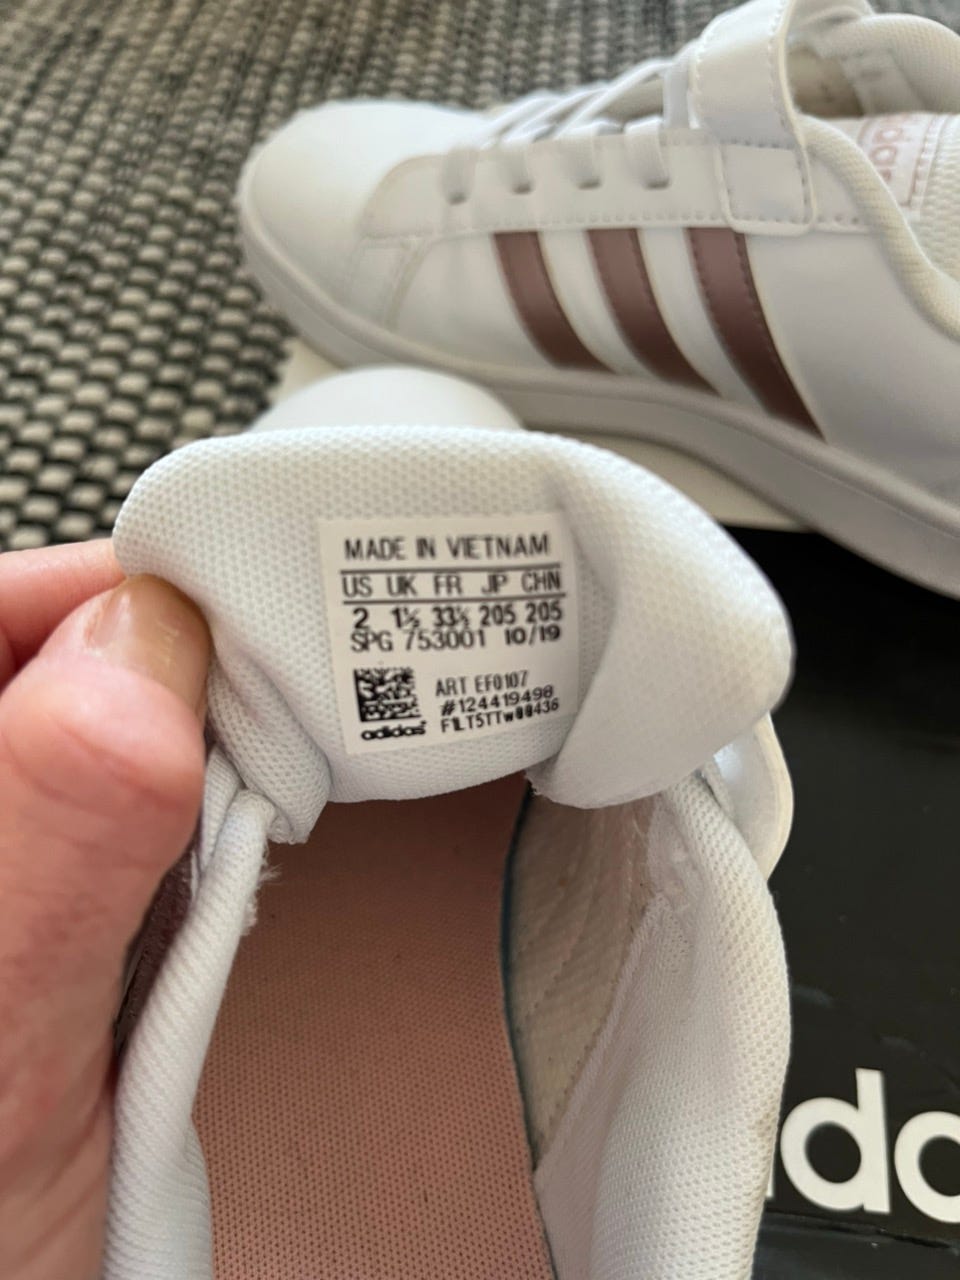 MADE IN VIETNAM
US UK FR JP CHN
2 1½ 33½ 205 205
SPG 753001 10/19
ART EF0107
#124419498
F1LT5TTW00436
adidas